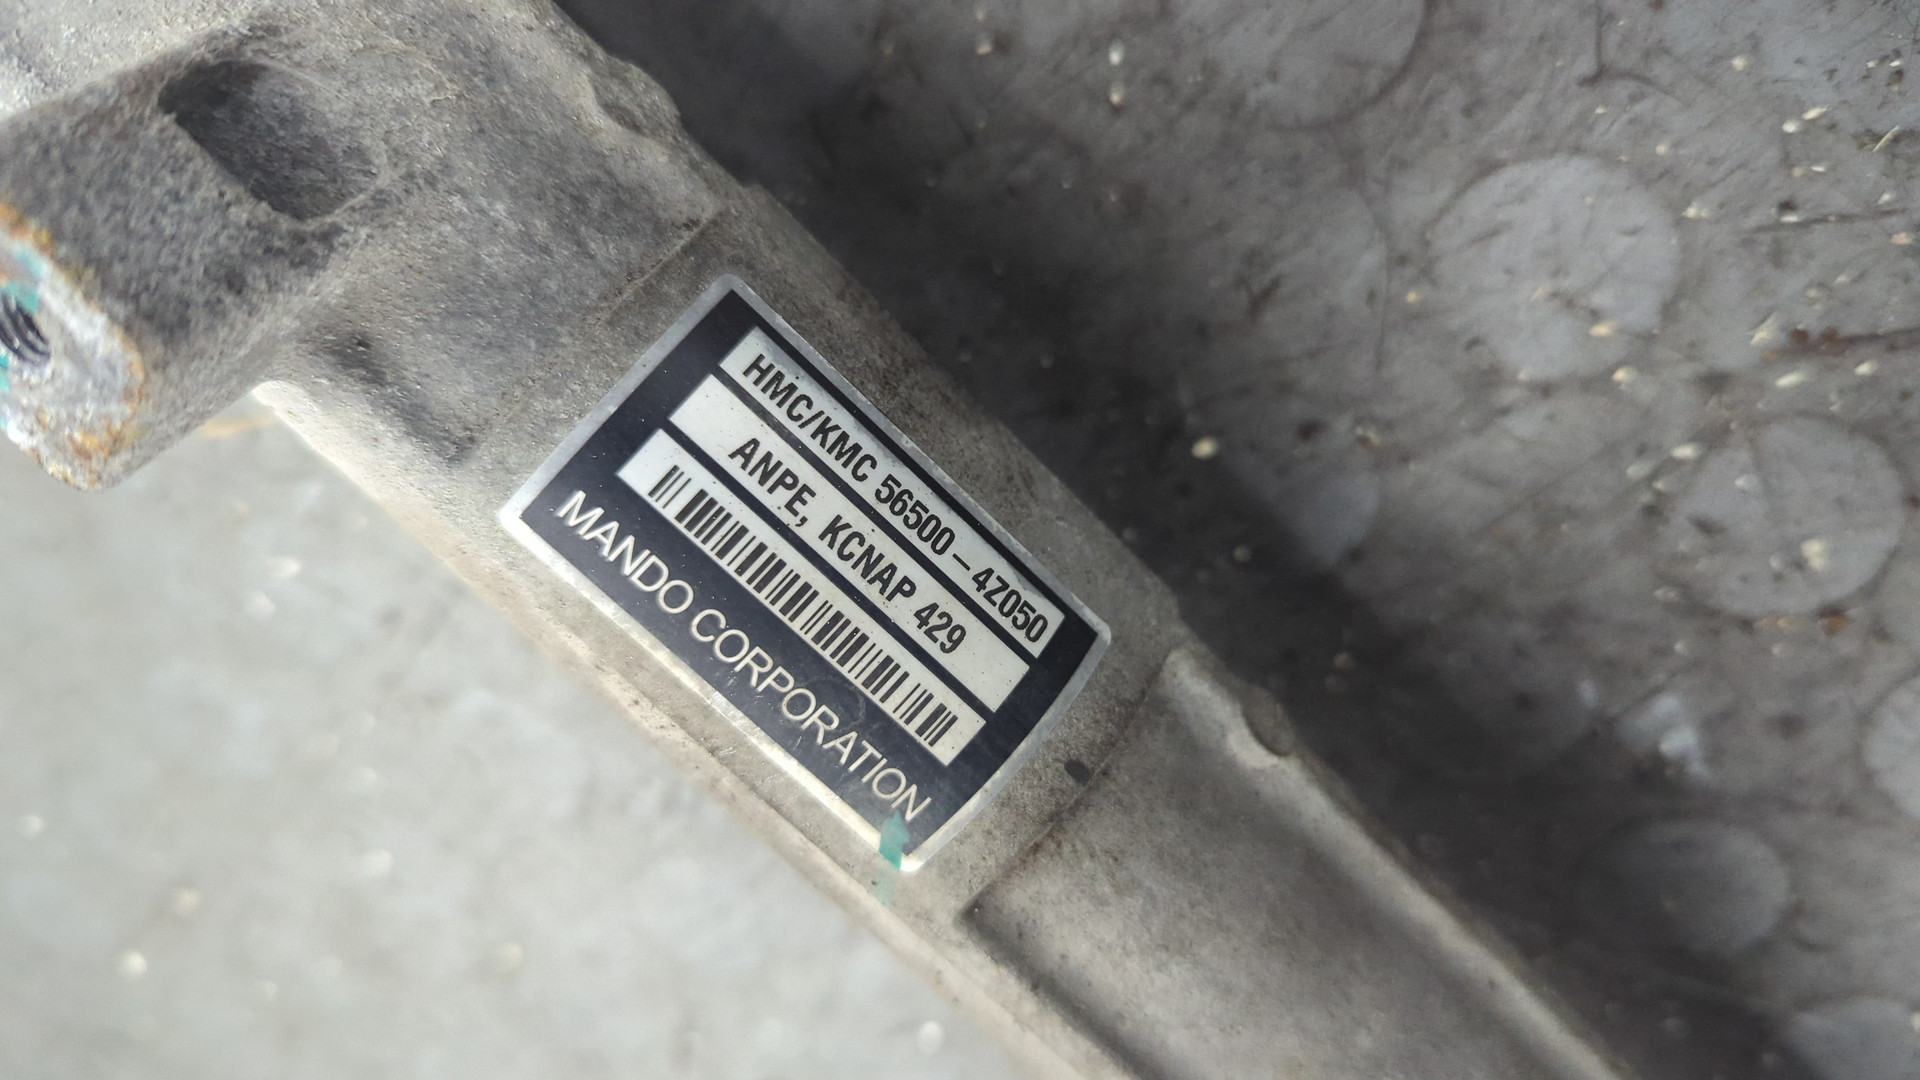 HMC/KMC 56500-4Z050
ANPE, KCNAP 429
MANDO CORPORATION